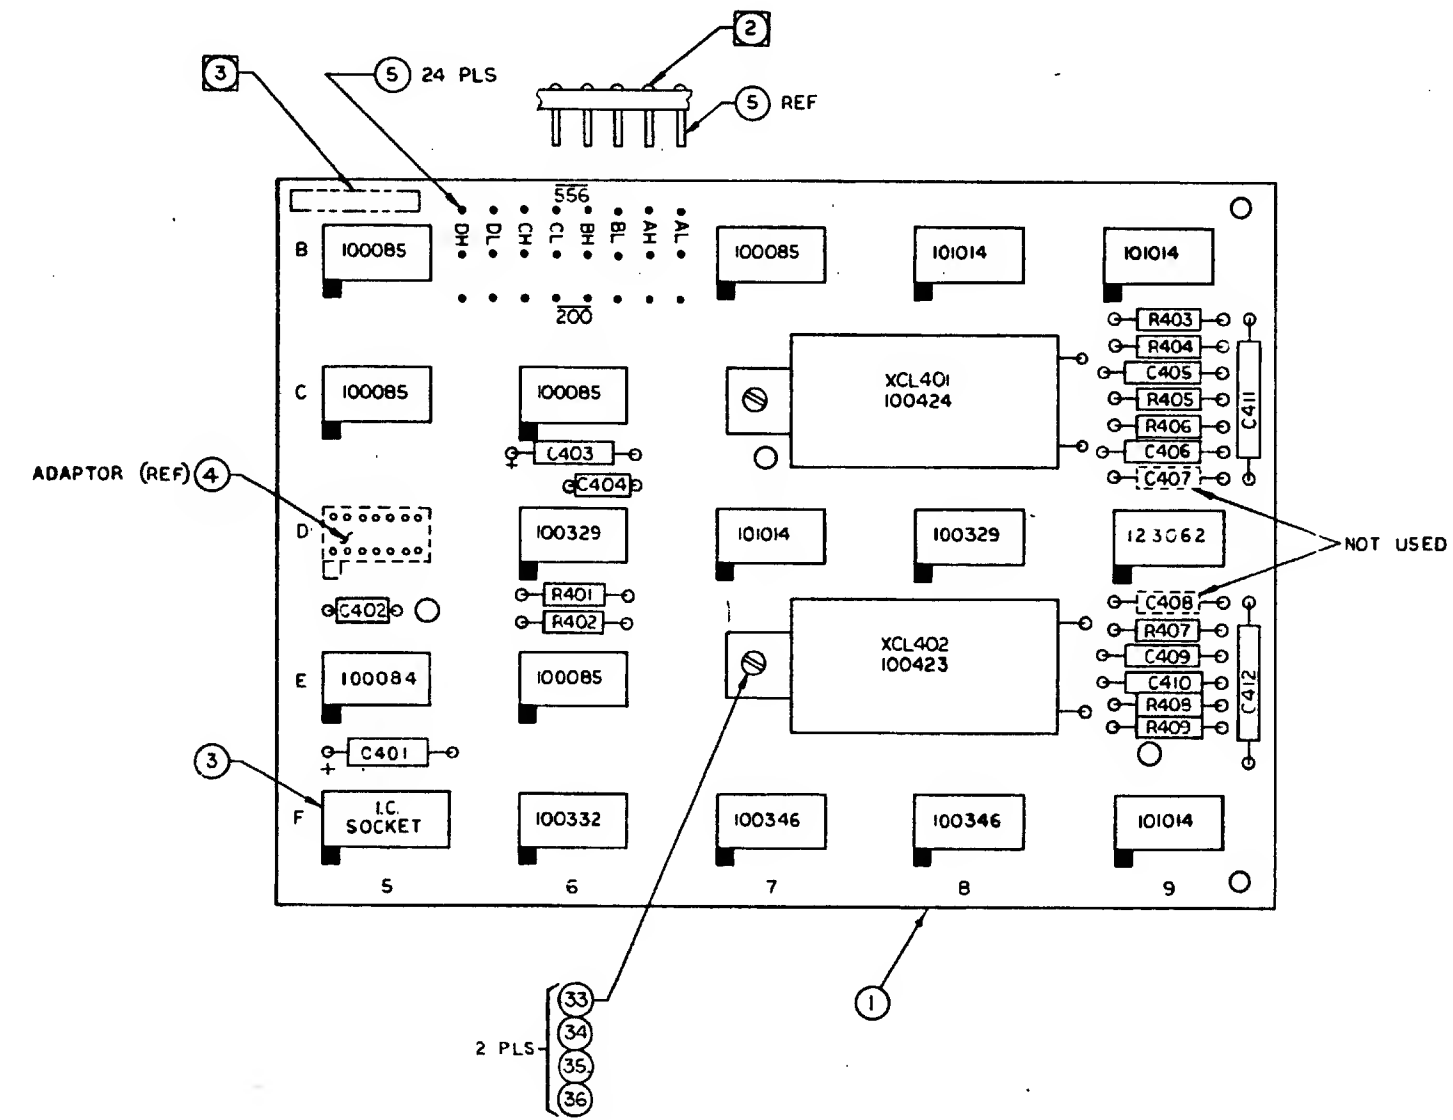 2
3
5 24 PLS
5 REF
556
DH DL CH CL BH BL AH AL
200
B 100085 100085 101014 101014
R403
R404
C405
R405
R406
C406
C407
C411
C 100085 100085
XCL401
100424
C403
+
C404
ADAPTOR (REF) 4
NOT USED
D 100329 101014 100329 123062
C402
R401
R402
XCL402
100423
C408
R407
C409
C410
R408
R409
C412
E 100084 100085
C401
+
3
F I.C.
SOCKET
100332 100346 100346 101014
5 6 7 8 9
1
2 PLS
33
34
35
36